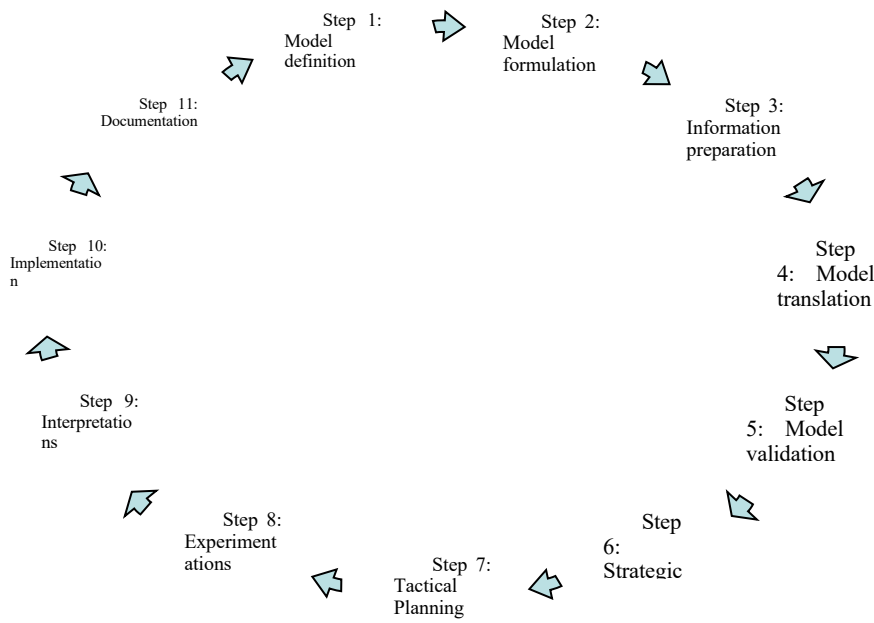 Step 1:
Model
definition
Step 2:
Model
formulation
Step 3:
Information
preparation
Step
4: Model
translation
Step
5: Model
validation
Step
6:
Strategic
Step 7:
Tactical
Planning
Step 8:
Experiment
ations
Step 9:
Interpretatio
ns
Step 10:
Implementatio
n
Step 11:
Documentation